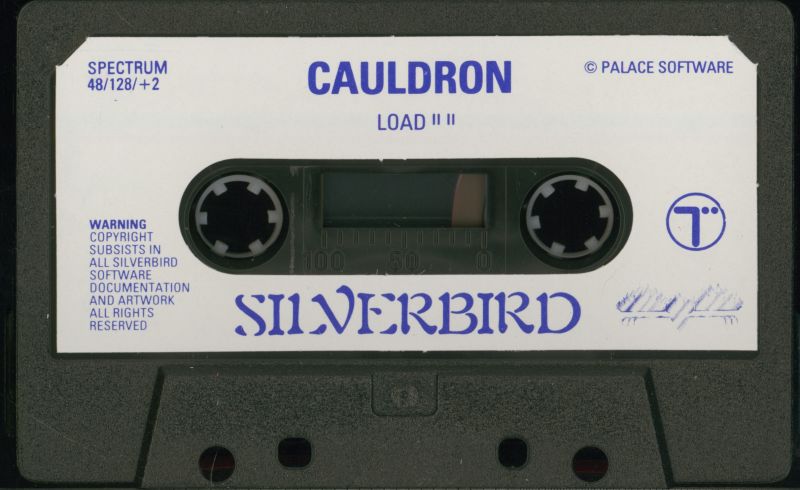 SPECTRUM
48/128/+2
CAULDRON
© PALACE SOFTWARE
LOAD " "
100 50 0
WARNING
COPYRIGHT
SUBSISTS IN
ALL SILVERBIRD
SOFTWARE
DOCUMENTATION
AND ARTWORK
ALL RIGHTS
RESERVED
SILVERBIRD